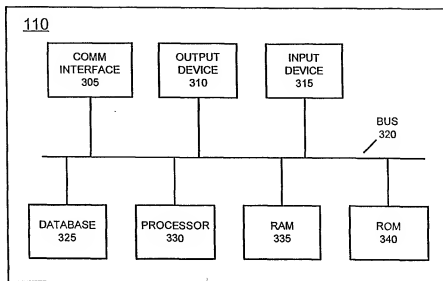 110
COMM
INTERFACE
305
OUTPUT
DEVICE
310
INPUT
DEVICE
315
BUS
320
DATABASE
325
PROCESSOR
330
RAM
335
ROM
340